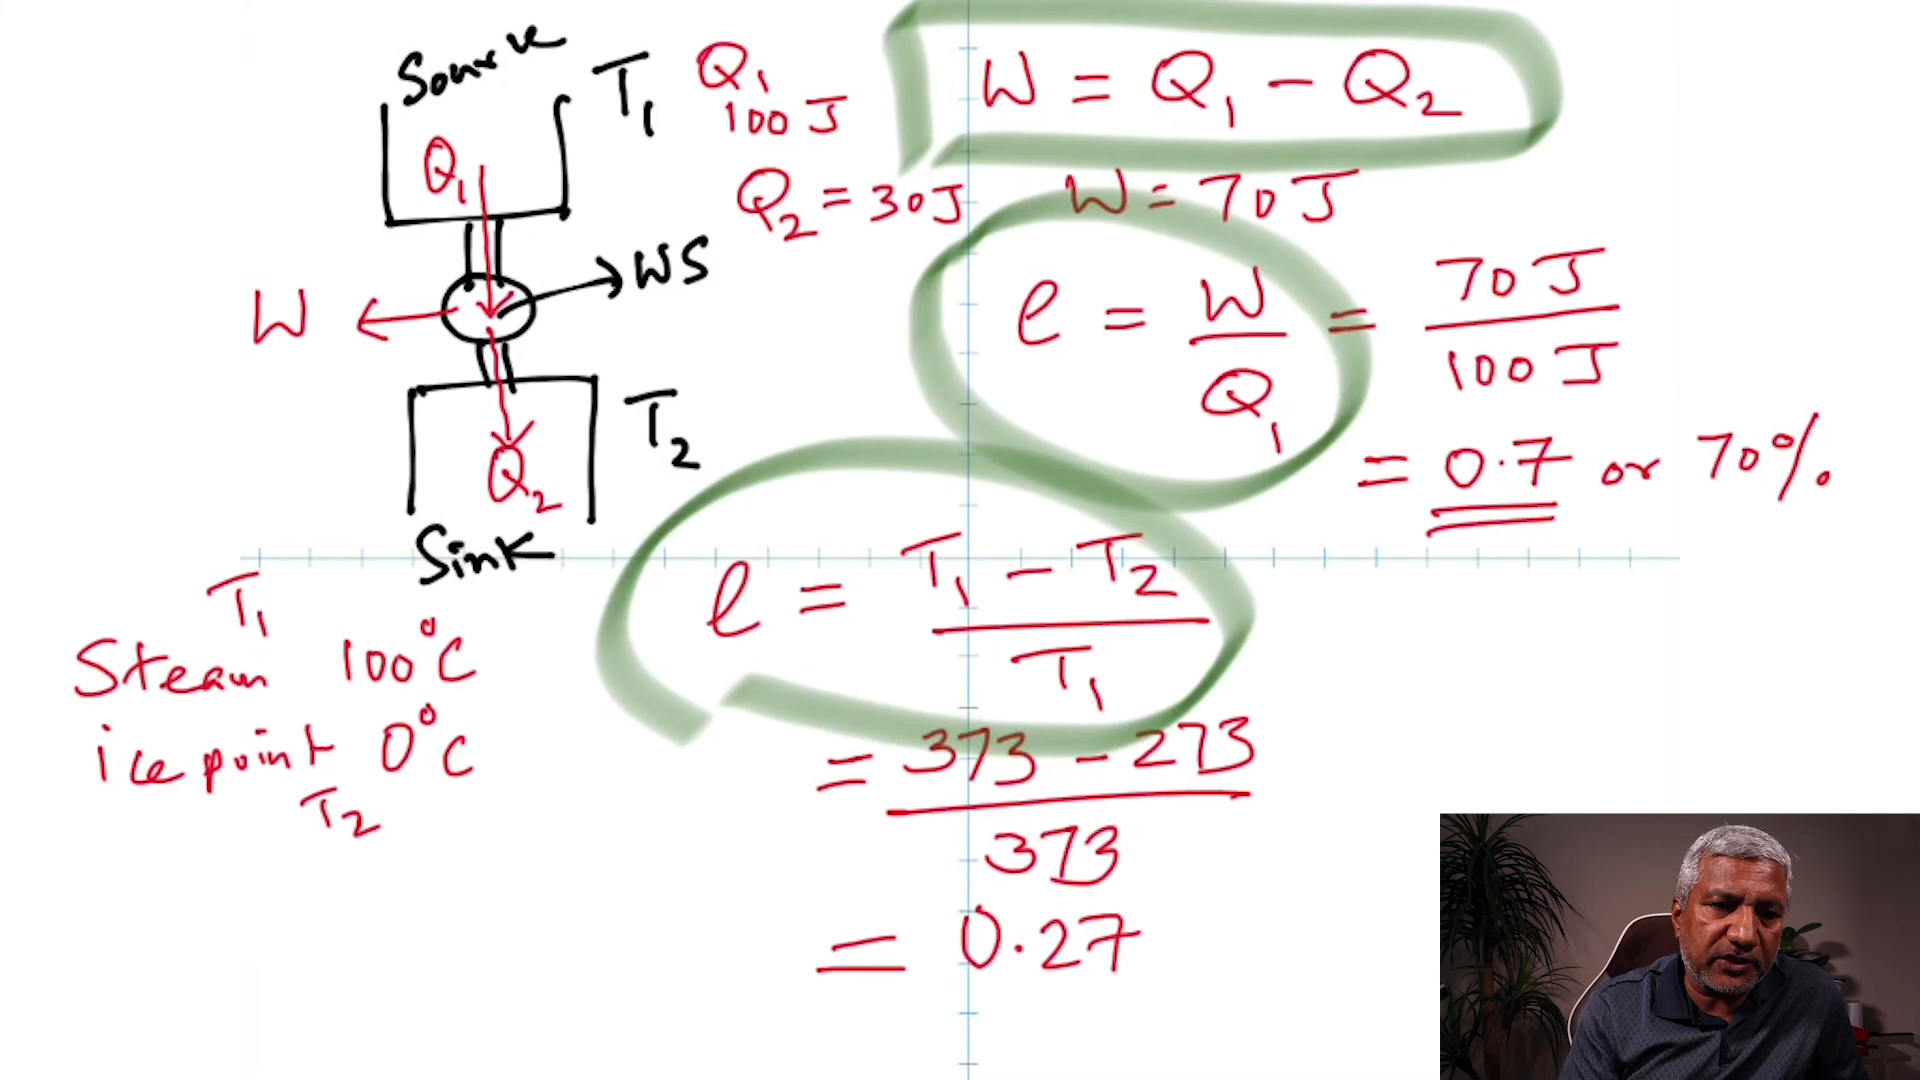 Source
T₁
Q₁
100 J
W = Q₁ - Q₂
Q₁
Q₂ = 30J
W = 70J
WS
W
e = W / Q₁ = 70 J / 100 J
= 0.7 or 70%
T₂
Q₂
Sink
e = T₁ - T₂ / T₁
T₁
Steam 100°C
ice point 0°C
T₂
= 373 - 273 / 373
= 0.27